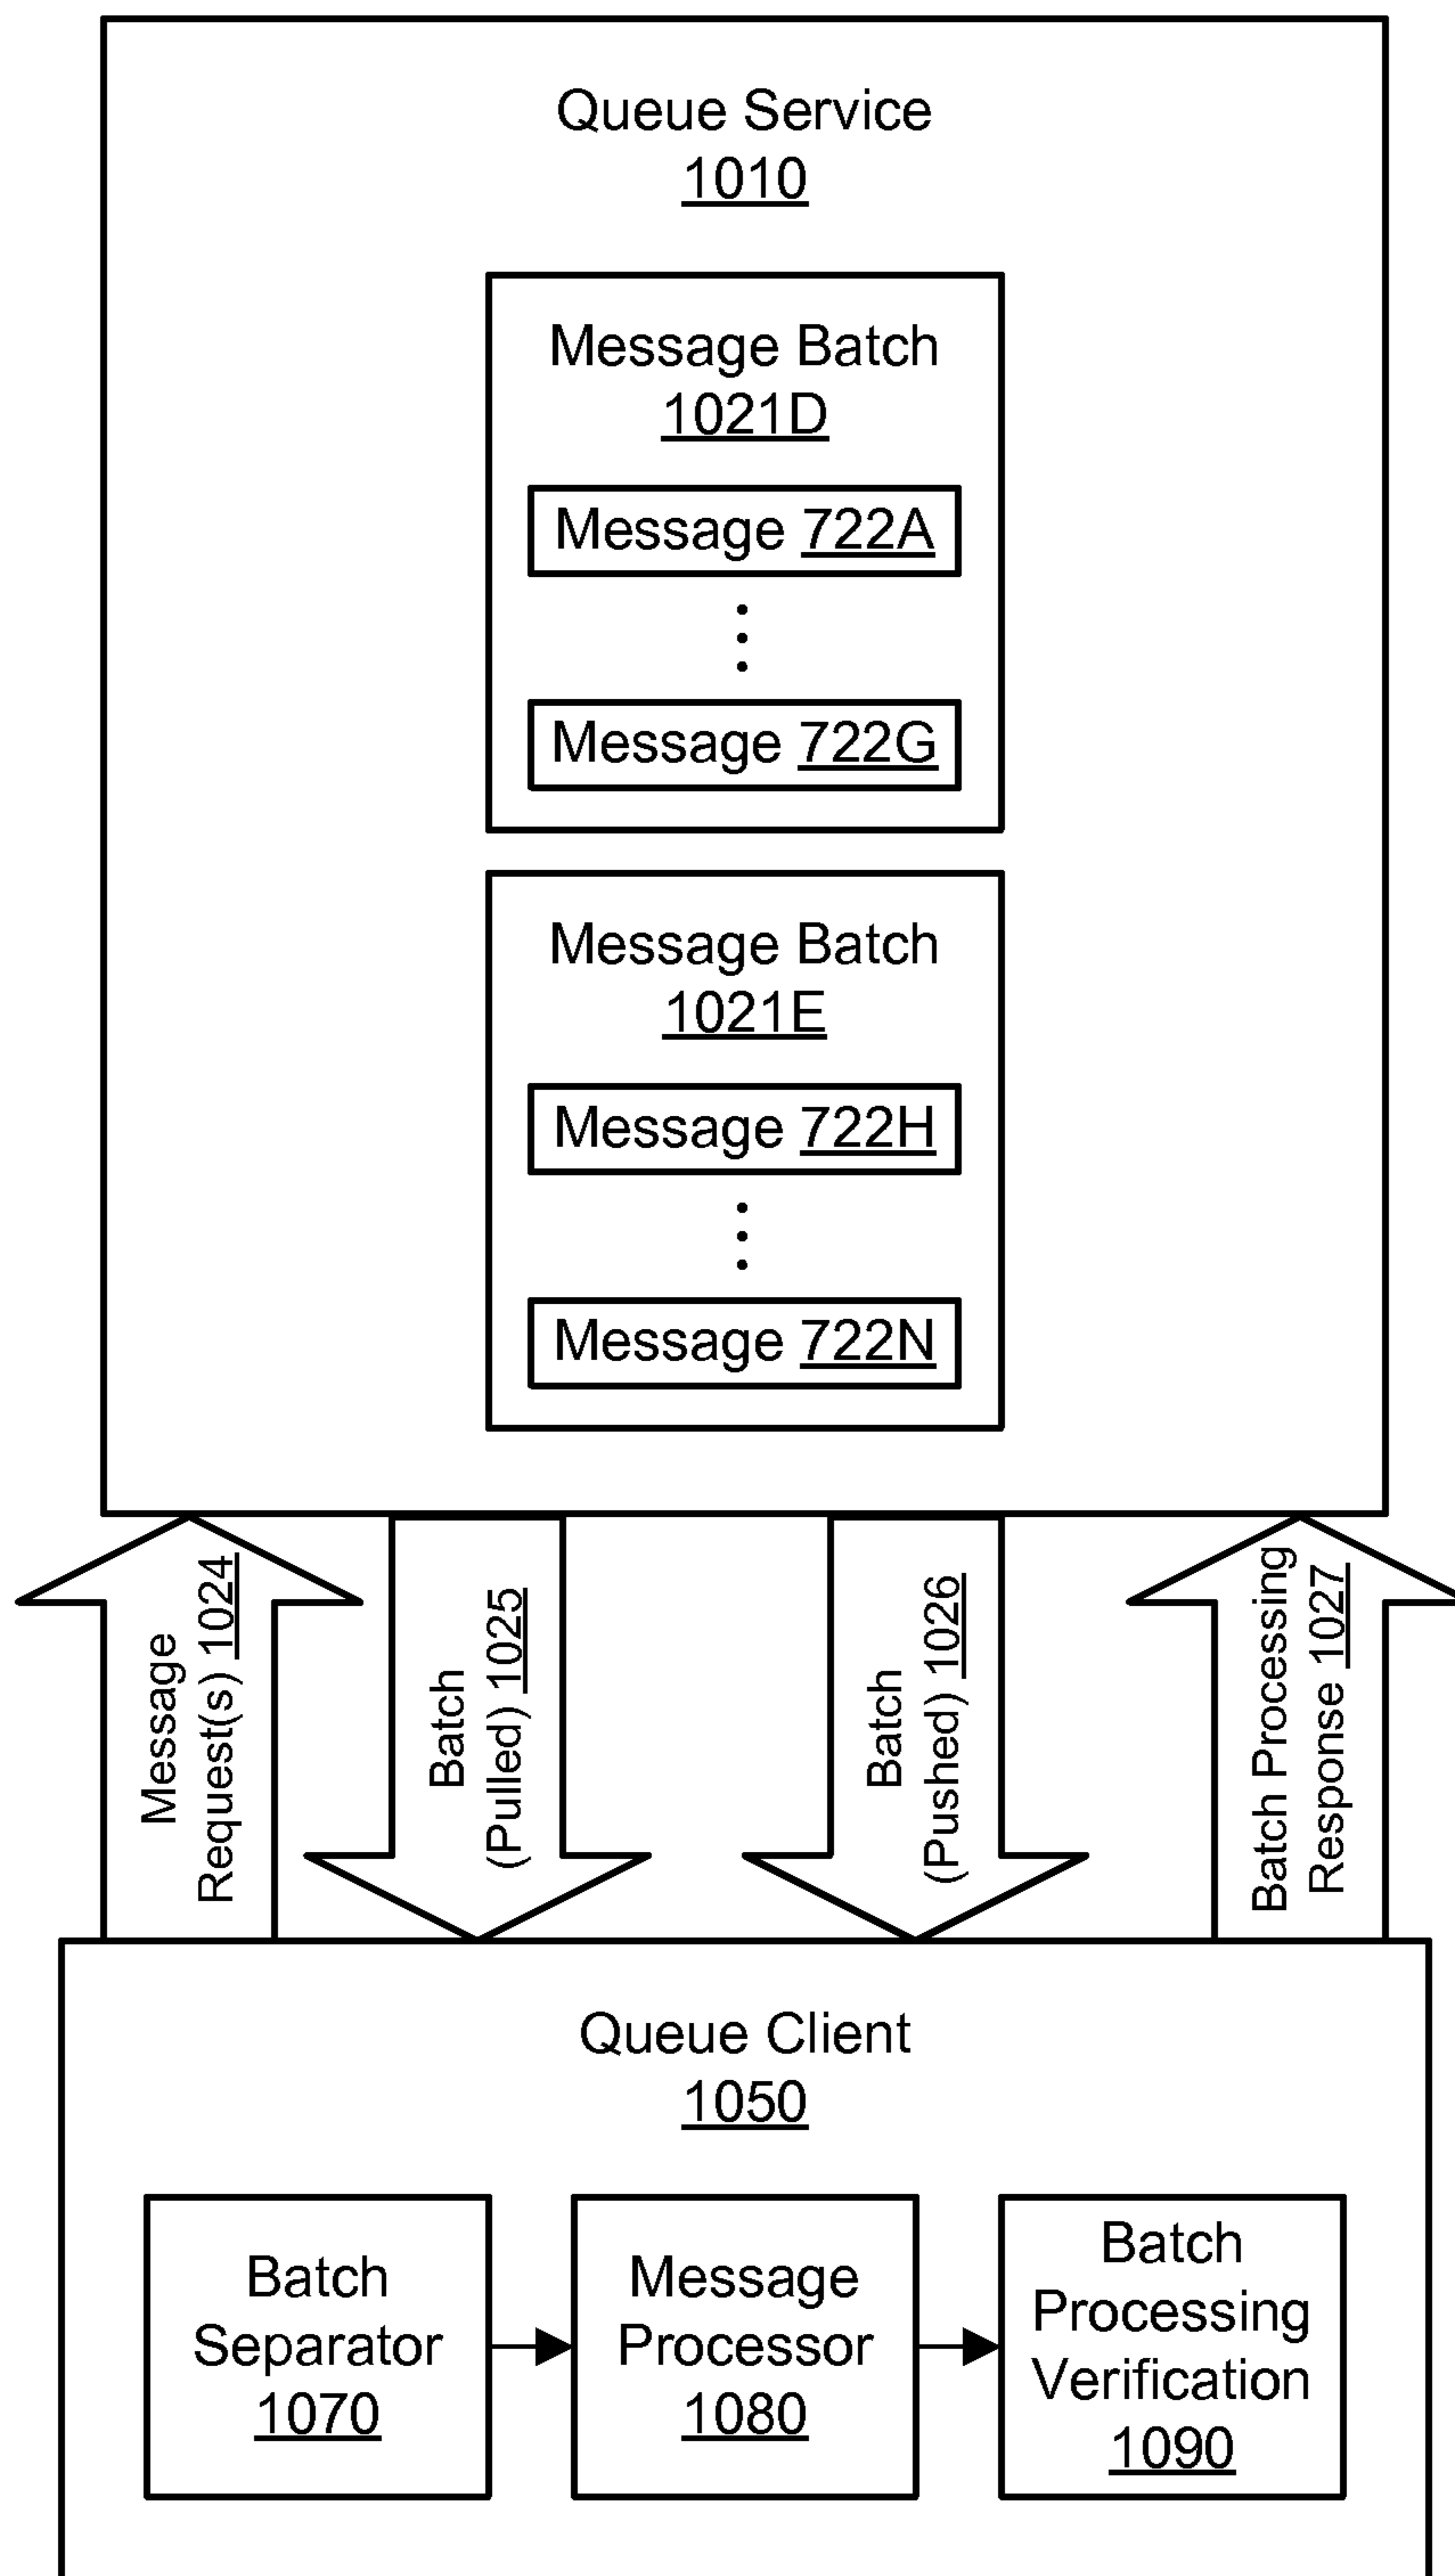 Queue Service
1010
Message Batch
1021D
Message 722A
Message 722G
Message Batch
1021E
Message 722H
Message 722N
Message
Request(s) 1024
Batch
(Pulled) 1025
Batch
(Pushed) 1026
Batch Processing
Response 1027
Queue Client
1050
Batch
Separator
1070
Message
Processor
1080
Batch
Processing
Verification
1090